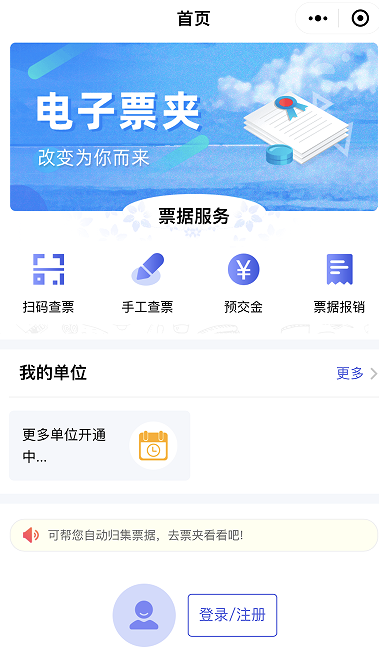 首页
电子票夹
改变为你而来
票据服务
扫码查票 手工查票 预交金 票据报销
我的单位 更多
更多单位开通
中...
可帮您自动归集票据，去票夹看看吧!
登录/注册